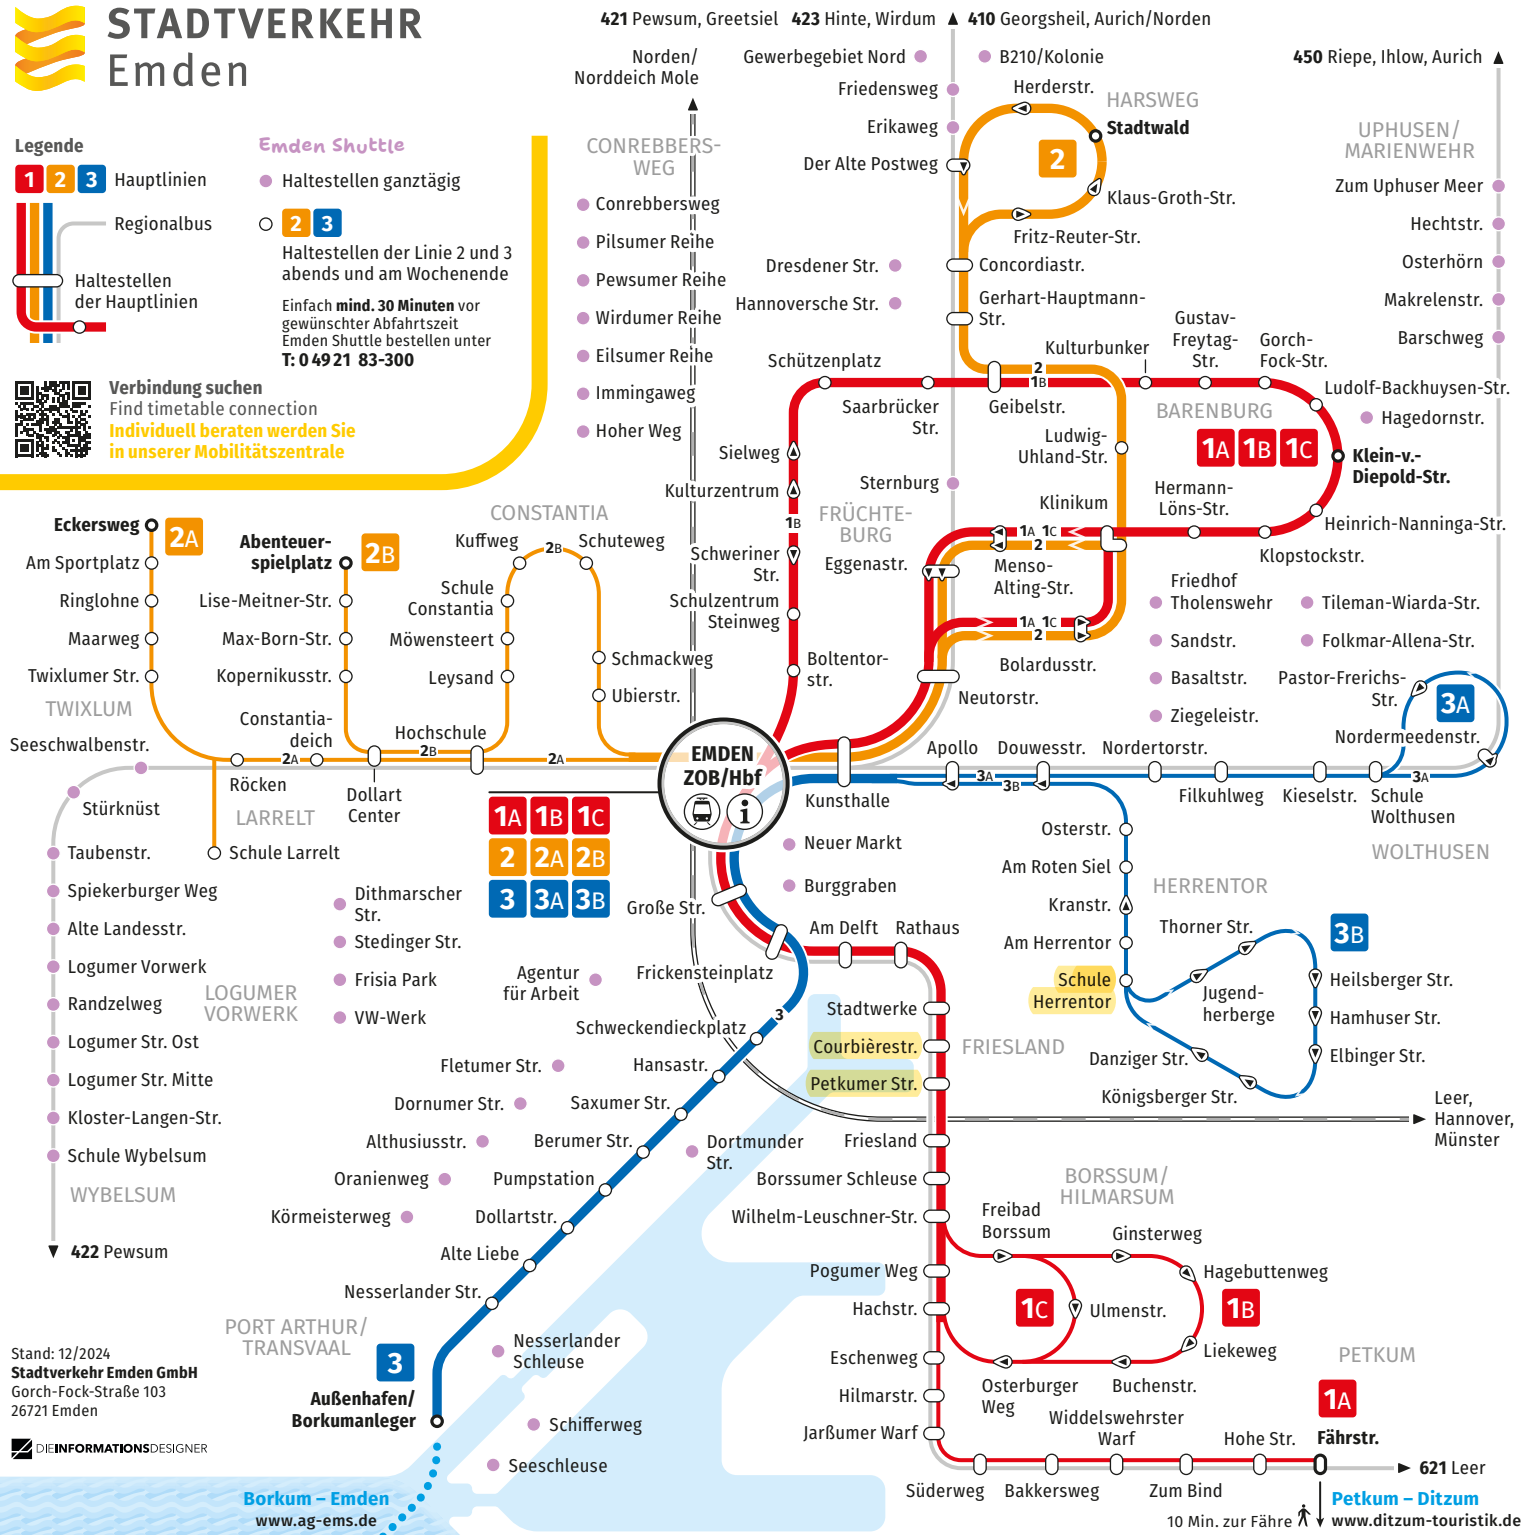 STADTVERKEHR
Emden
Legende
1 2 3 Hauptlinien
Regionalbus
Haltestellen
der Hauptlinien
Emden Shuttle
Haltestellen ganztägig
2 3
Haltestellen der Linie 2 und 3
abends und am Wochenende
Einfach mind. 30 Minuten vor
gewünschter Abfahrtszeit
Emden Shuttle bestellen unter
T: 0 49 21 83-300
Verbindung suchen
Find timetable connection
Individuell beraten werden Sie
in unserer Mobilitätszentrale
421 Pewsum, Greetsiel
423 Hinte, Wirdum
410 Georgsheil, Aurich/Norden
Norden/
Norddeich Mole
Gewerbegebiet Nord
B210/Kolonie
450 Riepe, Ihlow, Aurich
Friedensweg
Erikaweg
Der Alte Postweg
Herderstr.
HARSWEG
Stadtwald
2
Klaus-Groth-Str.
Fritz-Reuter-Str.
Concordiastr.
Gerhart-Hauptmann-
Str.
Dresdener Str.
Hannoversche Str.
CONREBBERS-
WEG
Conrebbersweg
Pilsumer Reihe
Pewsumer Reihe
Wirdumer Reihe
Eilsumer Reihe
Immingaweg
Hoher Weg
UPHUSEN/
MARIENWEHR
Zum Uphuser Meer
Hechtstr.
Osterhörn
Makrelenstr.
Barschweg
Schützenplatz
Saarbrücker
Str.
Geibelstr.
2
1B
Kulturbunker
Gustav-
Freytag-
Str.
Gorch-
Fock-Str.
Ludolf-Backhuysen-Str.
Hagedornstr.
BARENBURG
1A 1B 1C
Klein-v.-
Diepold-Str.
Heinrich-Nanninga-Str.
Klopstockstr.
Hermann-
Löns-Str.
Ludwig-
Uhland-Str.
Klinikum
Sielweg
Kulturzentrum
1B
Schweriner
Str.
Schulzentrum
Steinweg
Boltentor-
str.
Sternburg
FRÜCHTE-
BURG
Eggenastr.
1A 1C
2
Menso-
Alting-Str.
1A 1C
2
Bolardusstr.
Neutorstr.
Friedhof
Tholenswehr
Sandstr.
Basaltstr.
Ziegeleistr.
Tileman-Wiarda-Str.
Folkmar-Allena-Str.
Pastor-Frerichs-
Str.
3A
Nordermeedenstr.
Eckersweg
2A
Am Sportplatz
Ringlohne
Maarweg
Twixlumer Str.
TWIXLUM
Abenteuer-
spielplatz
2B
Lise-Meitner-Str.
Max-Born-Str.
Kopernikusstr.
CONSTANTIA
Kuffweg
2B
Schuteweg
Schule
Constantia
Möwensteert
Leysand
Schmackweg
Ubierstr.
Constantia-
deich
Hochschule
2A
2B
2A
Röcken
Dollart
Center
LARRELT
Schule Larrelt
Seeschwalbenstr.
Stürknüst
Taubenstr.
Spiekerburger Weg
Alte Landesstr.
Logumer Vorwerk
Randzelweg
LOGUMER
VORWERK
Logumer Str. Ost
Logumer Str. Mitte
Kloster-Langen-Str.
Schule Wybelsum
WYBELSUM
422 Pewsum
EMDEN
ZOB/Hbf
i
1A 1B 1C
2 2A 2B
3 3A 3B
Kunsthalle
Apollo
Douwesstr.
3A
3B
Nordertorstr.
Filkuhlweg
Kieselstr.
Schule
Wolthusen
3A
WOLTHUSEN
Neuer Markt
Burggraben
Osterstr.
Am Roten Siel
Kranstr.
Am Herrentor
Schule
Herrentor
HERRENTOR
3B
Thorner Str.
Jugend-
herberge
Heilsberger Str.
Hamhuser Str.
Elbinger Str.
Danziger Str.
Königsberger Str.
Dithmarscher
Str.
Stedinger Str.
Frisia Park
VW-Werk
Agentur
für Arbeit
Große Str.
Frickensteinplatz
Am Delft
Rathaus
3
Schweckendieckplatz
Hansastr.
Saxumer Str.
Berumer Str.
Pumpstation
Dollartstr.
Alte Liebe
Nesserlander Str.
Fletumer Str.
Dornumer Str.
Althusiusstr.
Oranienweg
Körmeisterweg
Dortmunder
Str.
PORT ARTHUR/
TRANSVAAL
3
Außenhafen/
Borkumanleger
Nesserlander
Schleuse
Schifferweg
Seeschleuse
Stadtwerke
Courbièrestr.
Petkumer Str.
FRIESLAND
Friesland
Borssumer Schleuse
Wilhelm-Leuschner-Str.
Pogumer Weg
Hachstr.
Eschenweg
Hilmarstr.
Jarßumer Warf
Leer,
Hannover,
Münster
BORSSUM/
HILMARSUM
Freibad
Borssum
Ginsterweg
Hagebuttenweg
1C
Ulmenstr.
1B
Liekeweg
Osterburger
Weg
Buchenstr.
PETKUM
1A
Widdelswehrster
Warf
Hohe Str.
Fährstr.
Süderweg
Bakkersweg
Zum Bind
621 Leer
10 Min. zur Fähre
Petkum – Ditzum
www.ditzum-touristik.de
Stand: 12/2024
Stadtverkehr Emden GmbH
Gorch-Fock-Straße 103
26721 Emden
DIEINFORMATIONSDESIGNER
Borkum – Emden
www.ag-ems.de